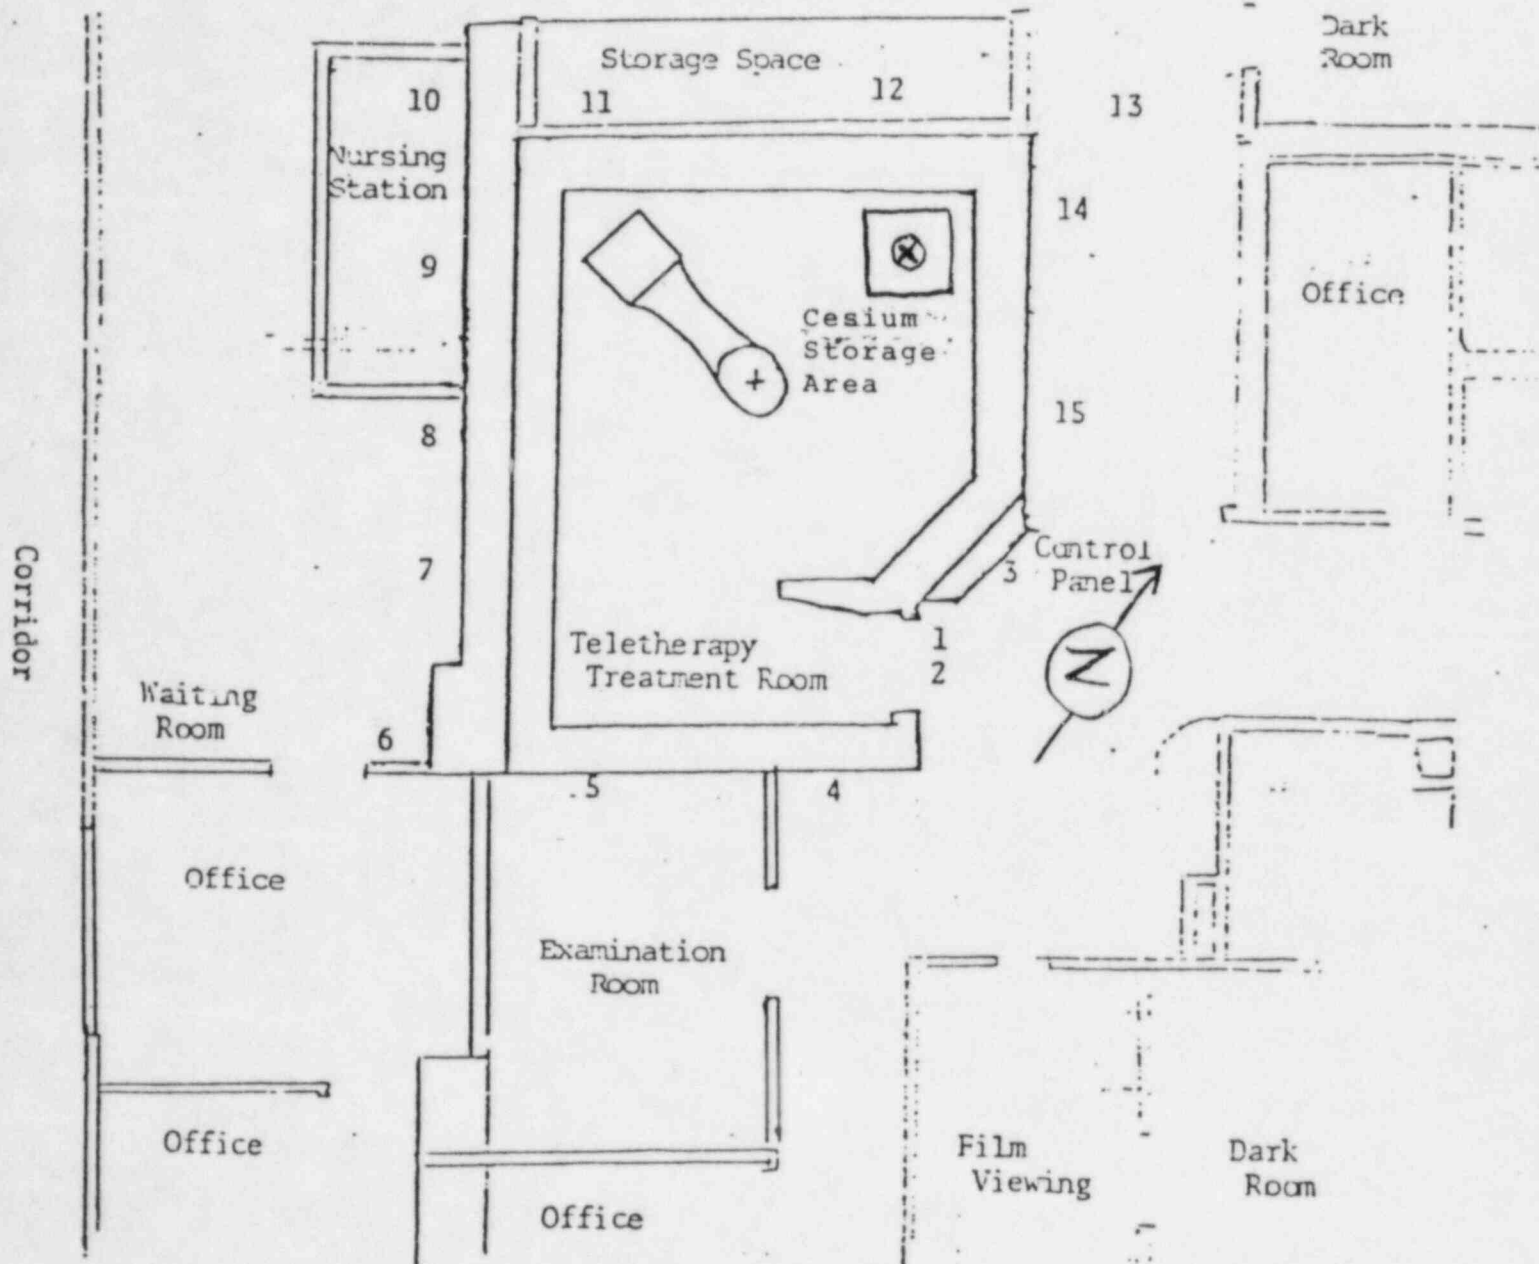 Dark
Room
Storage Space
10
11
12
13
Nursing
Station
14
9
Office
Cesium
Storage
Area
15
8
Corridor
7
Control
Panel
3
1
2
N
Teletherapy
Treatment Room
Waiting
Room
6
5
4
Office
Examination
Room
Office
Film
Viewing
Dark
Room
Office